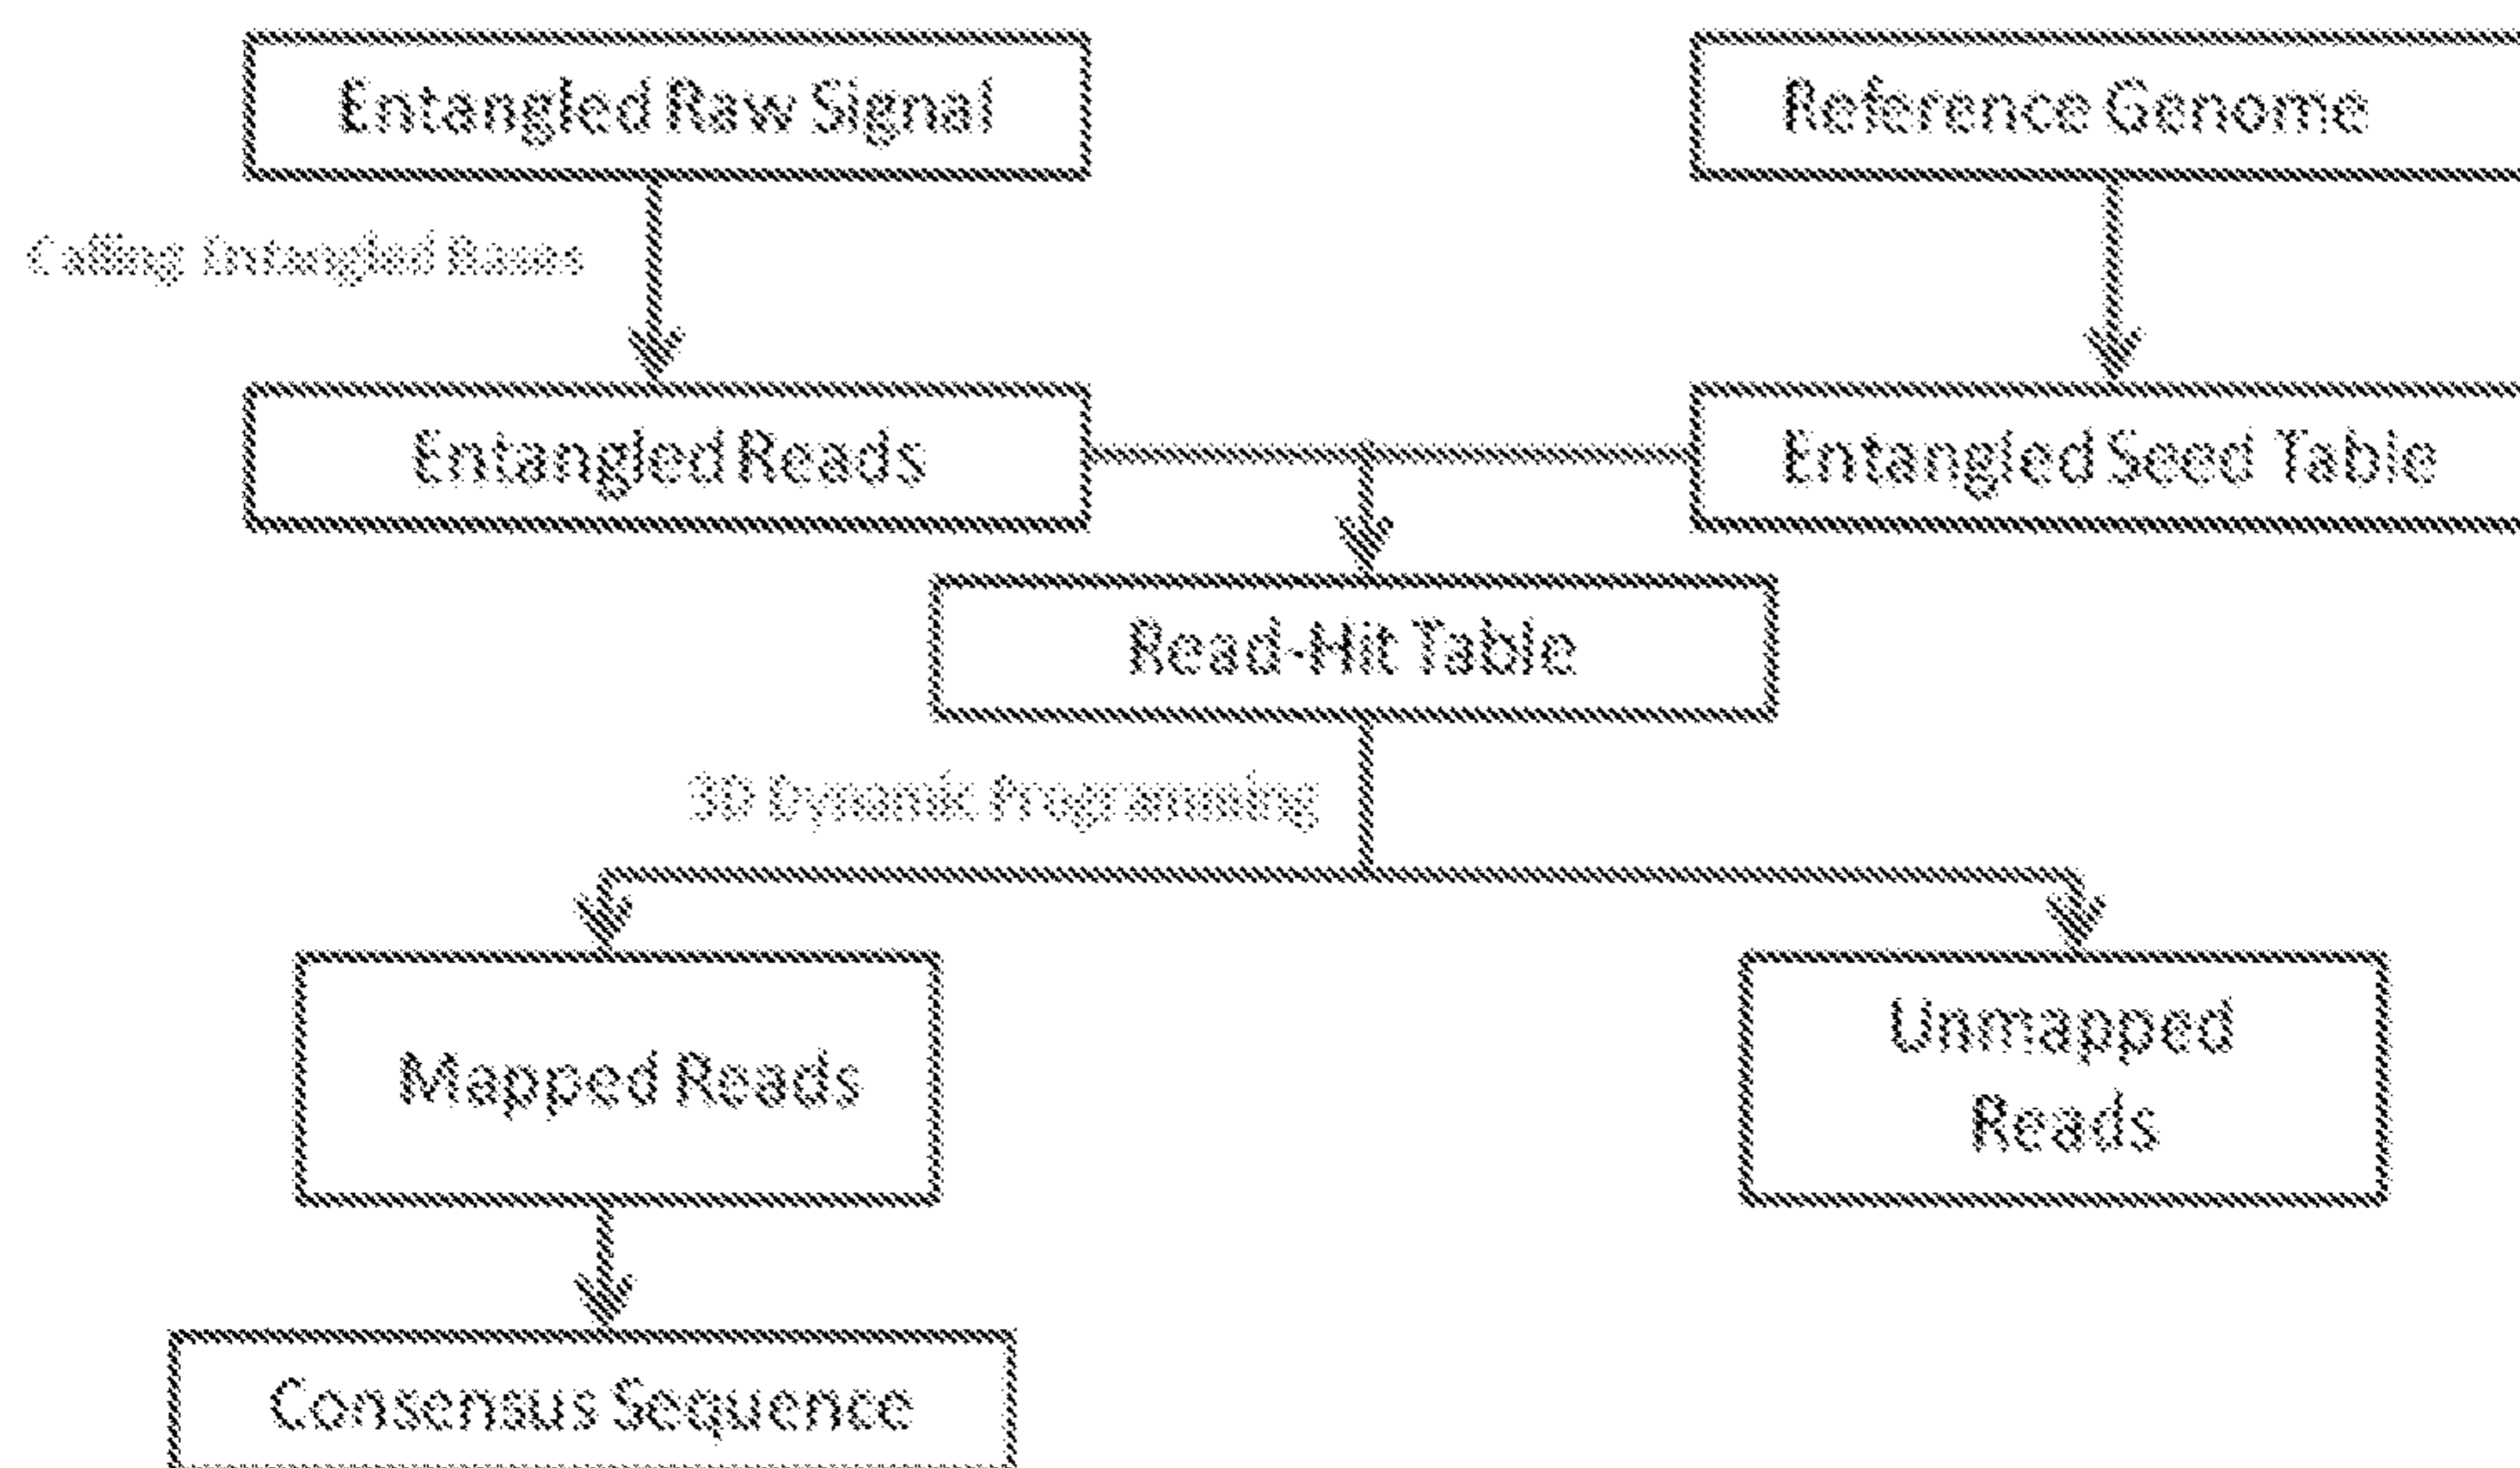 Entangled Raw Signal
Reference Genome
Calling Entangled Bases
Entangled Reads
Entangled Seed Table
Read-Hit Table
3D Dynamic Programming
Mapped Reads
Unmapped
Reads
Consensus Sequence